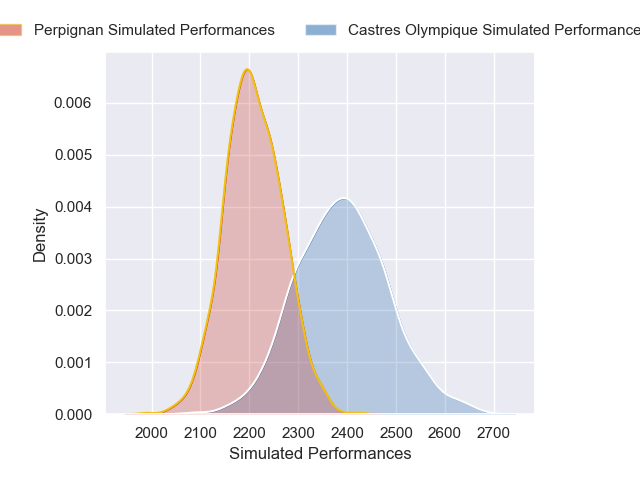 Perpignan Simulated Performances
Castres Olympique Simulated Performance
0.006
0.005
0.004
0.003
0.002
0.001
0.000
Density
2000 2100 2200 2300 2400 2500 2600 2700
Simulated Performances